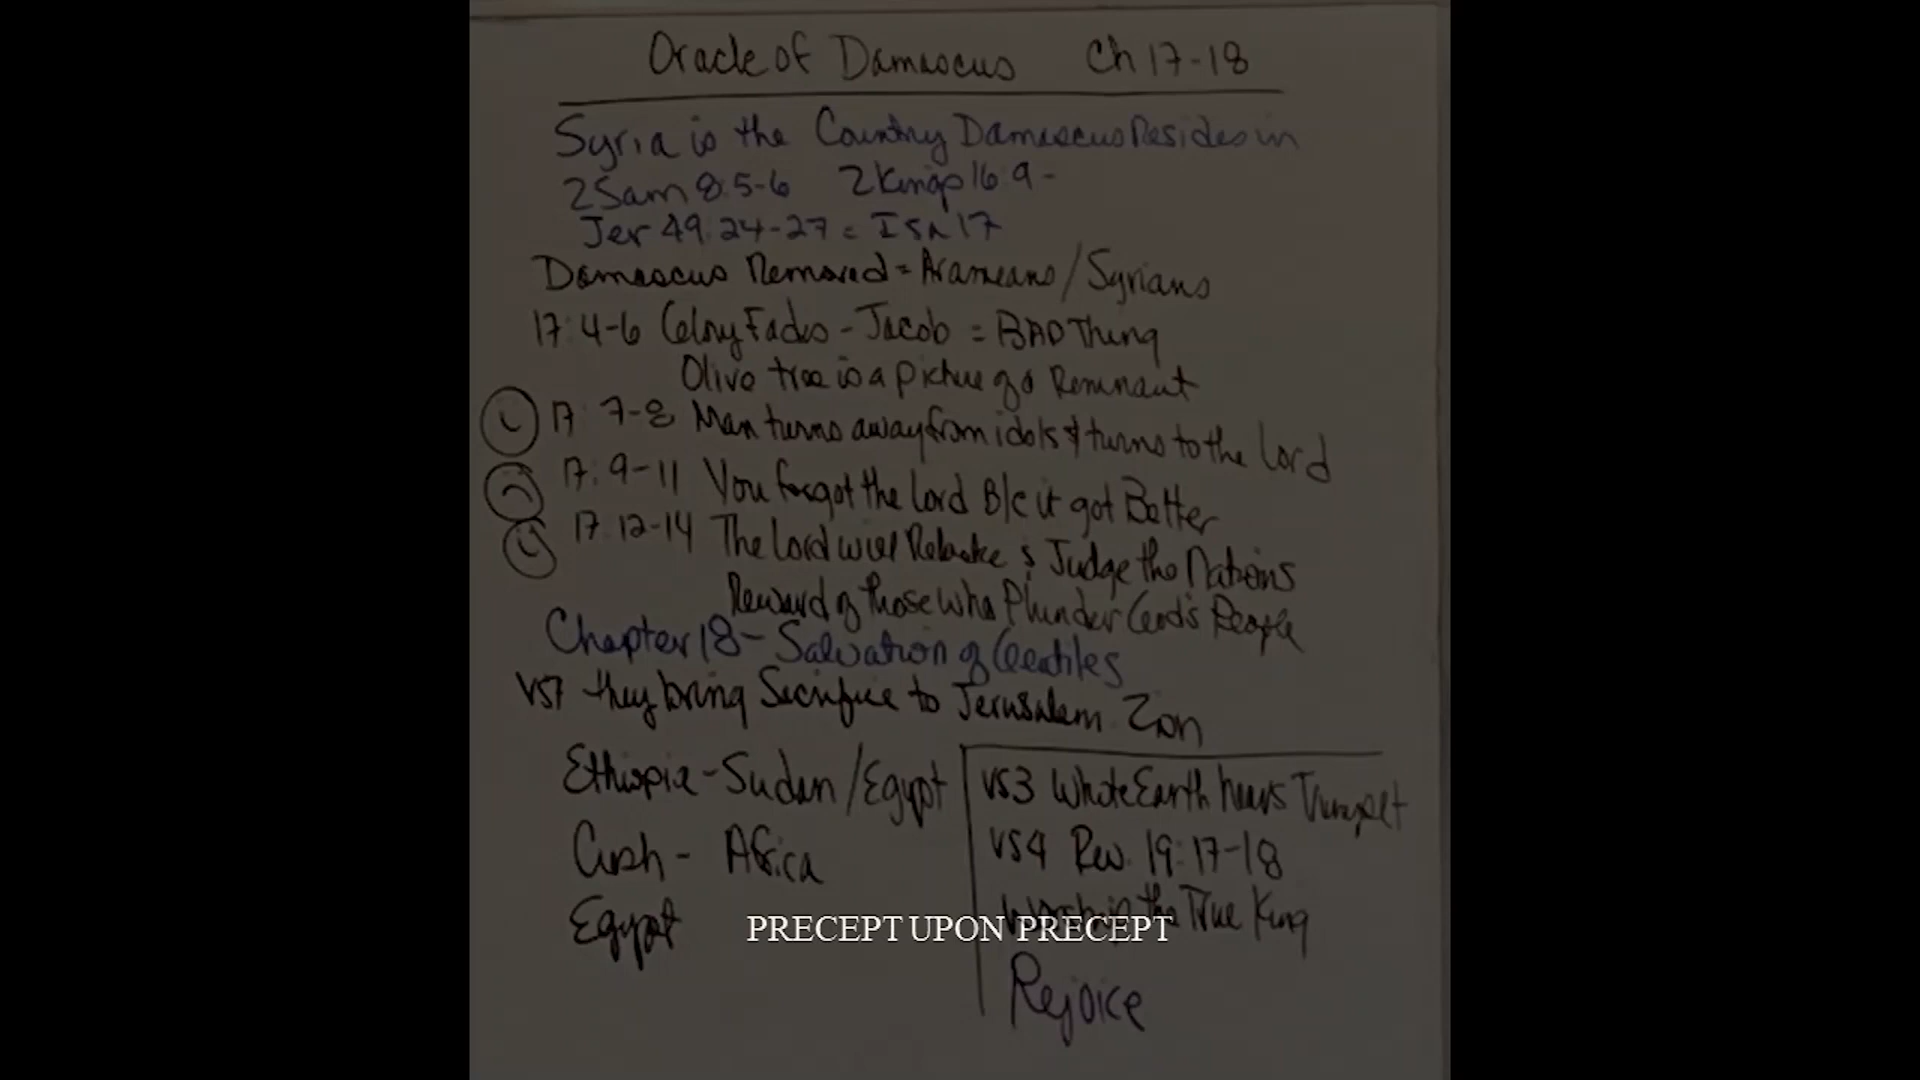 Oracle of Damascus Ch 17-18
Syria is the Country Damascus Resides in
2 Sam 8:5-6 2 Kings 16 9-
Jer 49:24-27 = Isa 17
Damascus Removed = Arameans/Syrians
17:4-6 Glory Fades - Jacob = BAD Thing
Olive tree is a picture of a Remnant
17 7-8 Man turns away from idols & turns to the Lord
17:9-11 You forgot the Lord B/c it got Better
17:12-14 The Lord will Rebuke & Judge the Nations
Reward of those who Plunder God's People
Chapter 18 - Salvation of Gentiles
VS7 they bring Sacrifice to Jerusalem Zion
Ethiopia - Sudan/Egypt
Cush - Africa
Egypt
VS3 Whole Earth hears Trumpet
VS4 Rev. 19:17-18
the True King
Rejoice
PRECEPT UPON PRECEPT